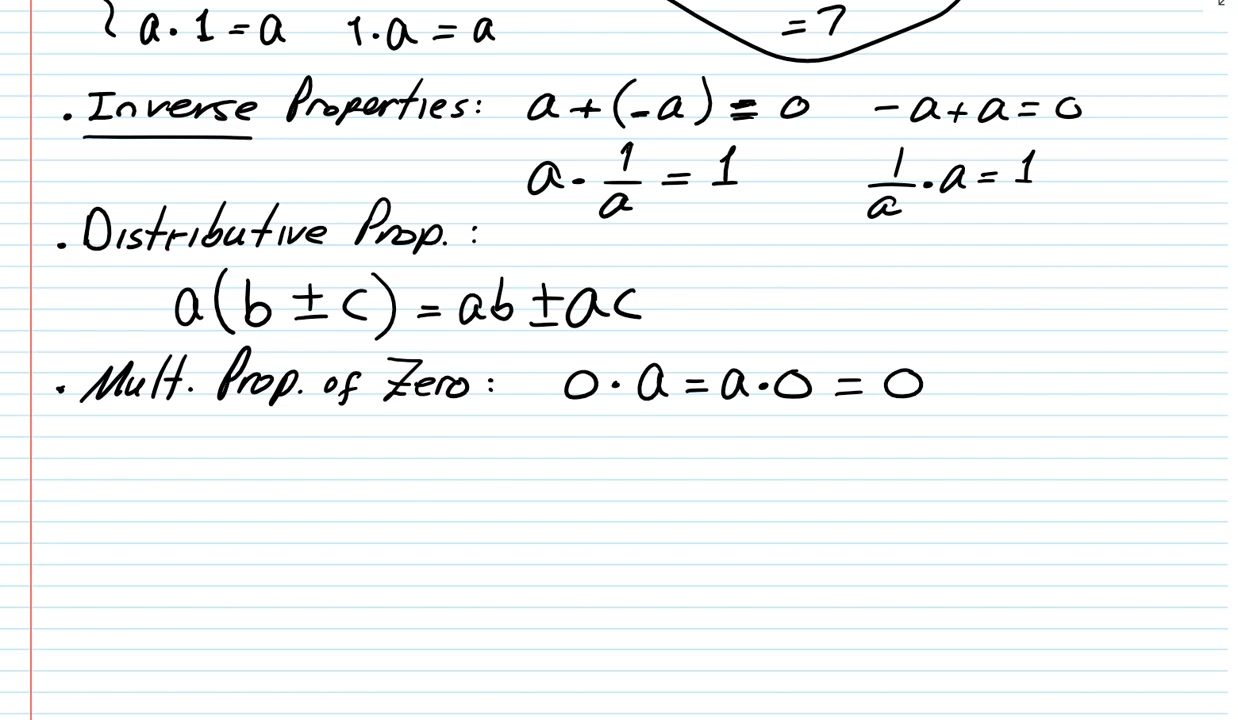 a · 1 = a   1 · a = a   = 7
· Inverse Properties: a + (-a) = 0   -a + a = 0
a · 1/a = 1   1/a · a = 1
· Distributive Prop. :
a(b ± c) = ab ± ac
· Mult. Prop. of Zero : 0 · a = a · 0 = 0